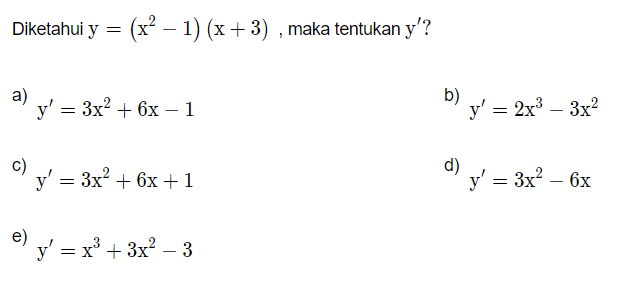 Diketahui y = (x² − 1) (x + 3) , maka tentukan y′?
a) y′ = 3x² + 6x − 1
b) y′ = 2x³ − 3x²
c) y′ = 3x² + 6x + 1
d) y′ = 3x² − 6x
e) y′ = x³ + 3x² − 3